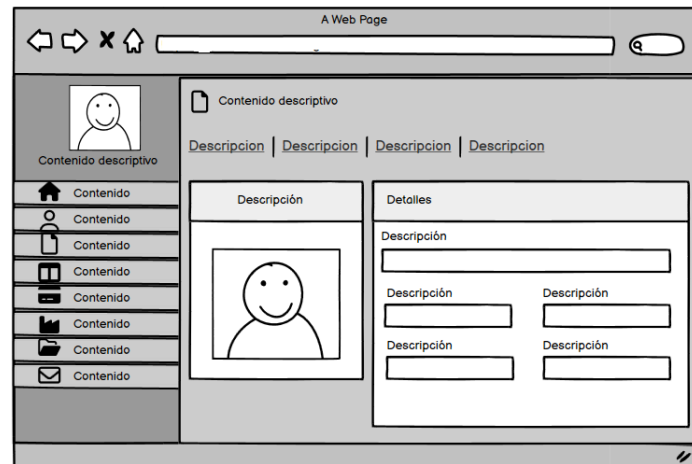 A Web Page
Contenido descriptivo
Contenido
Contenido
Contenido
Contenido
Contenido
Contenido
Contenido
Contenido
Contenido descriptivo
Descripcion | Descripcion | Descripcion | Descripcion
Descripción
Detalles
Descripción
Descripción Descripción
Descripción Descripción